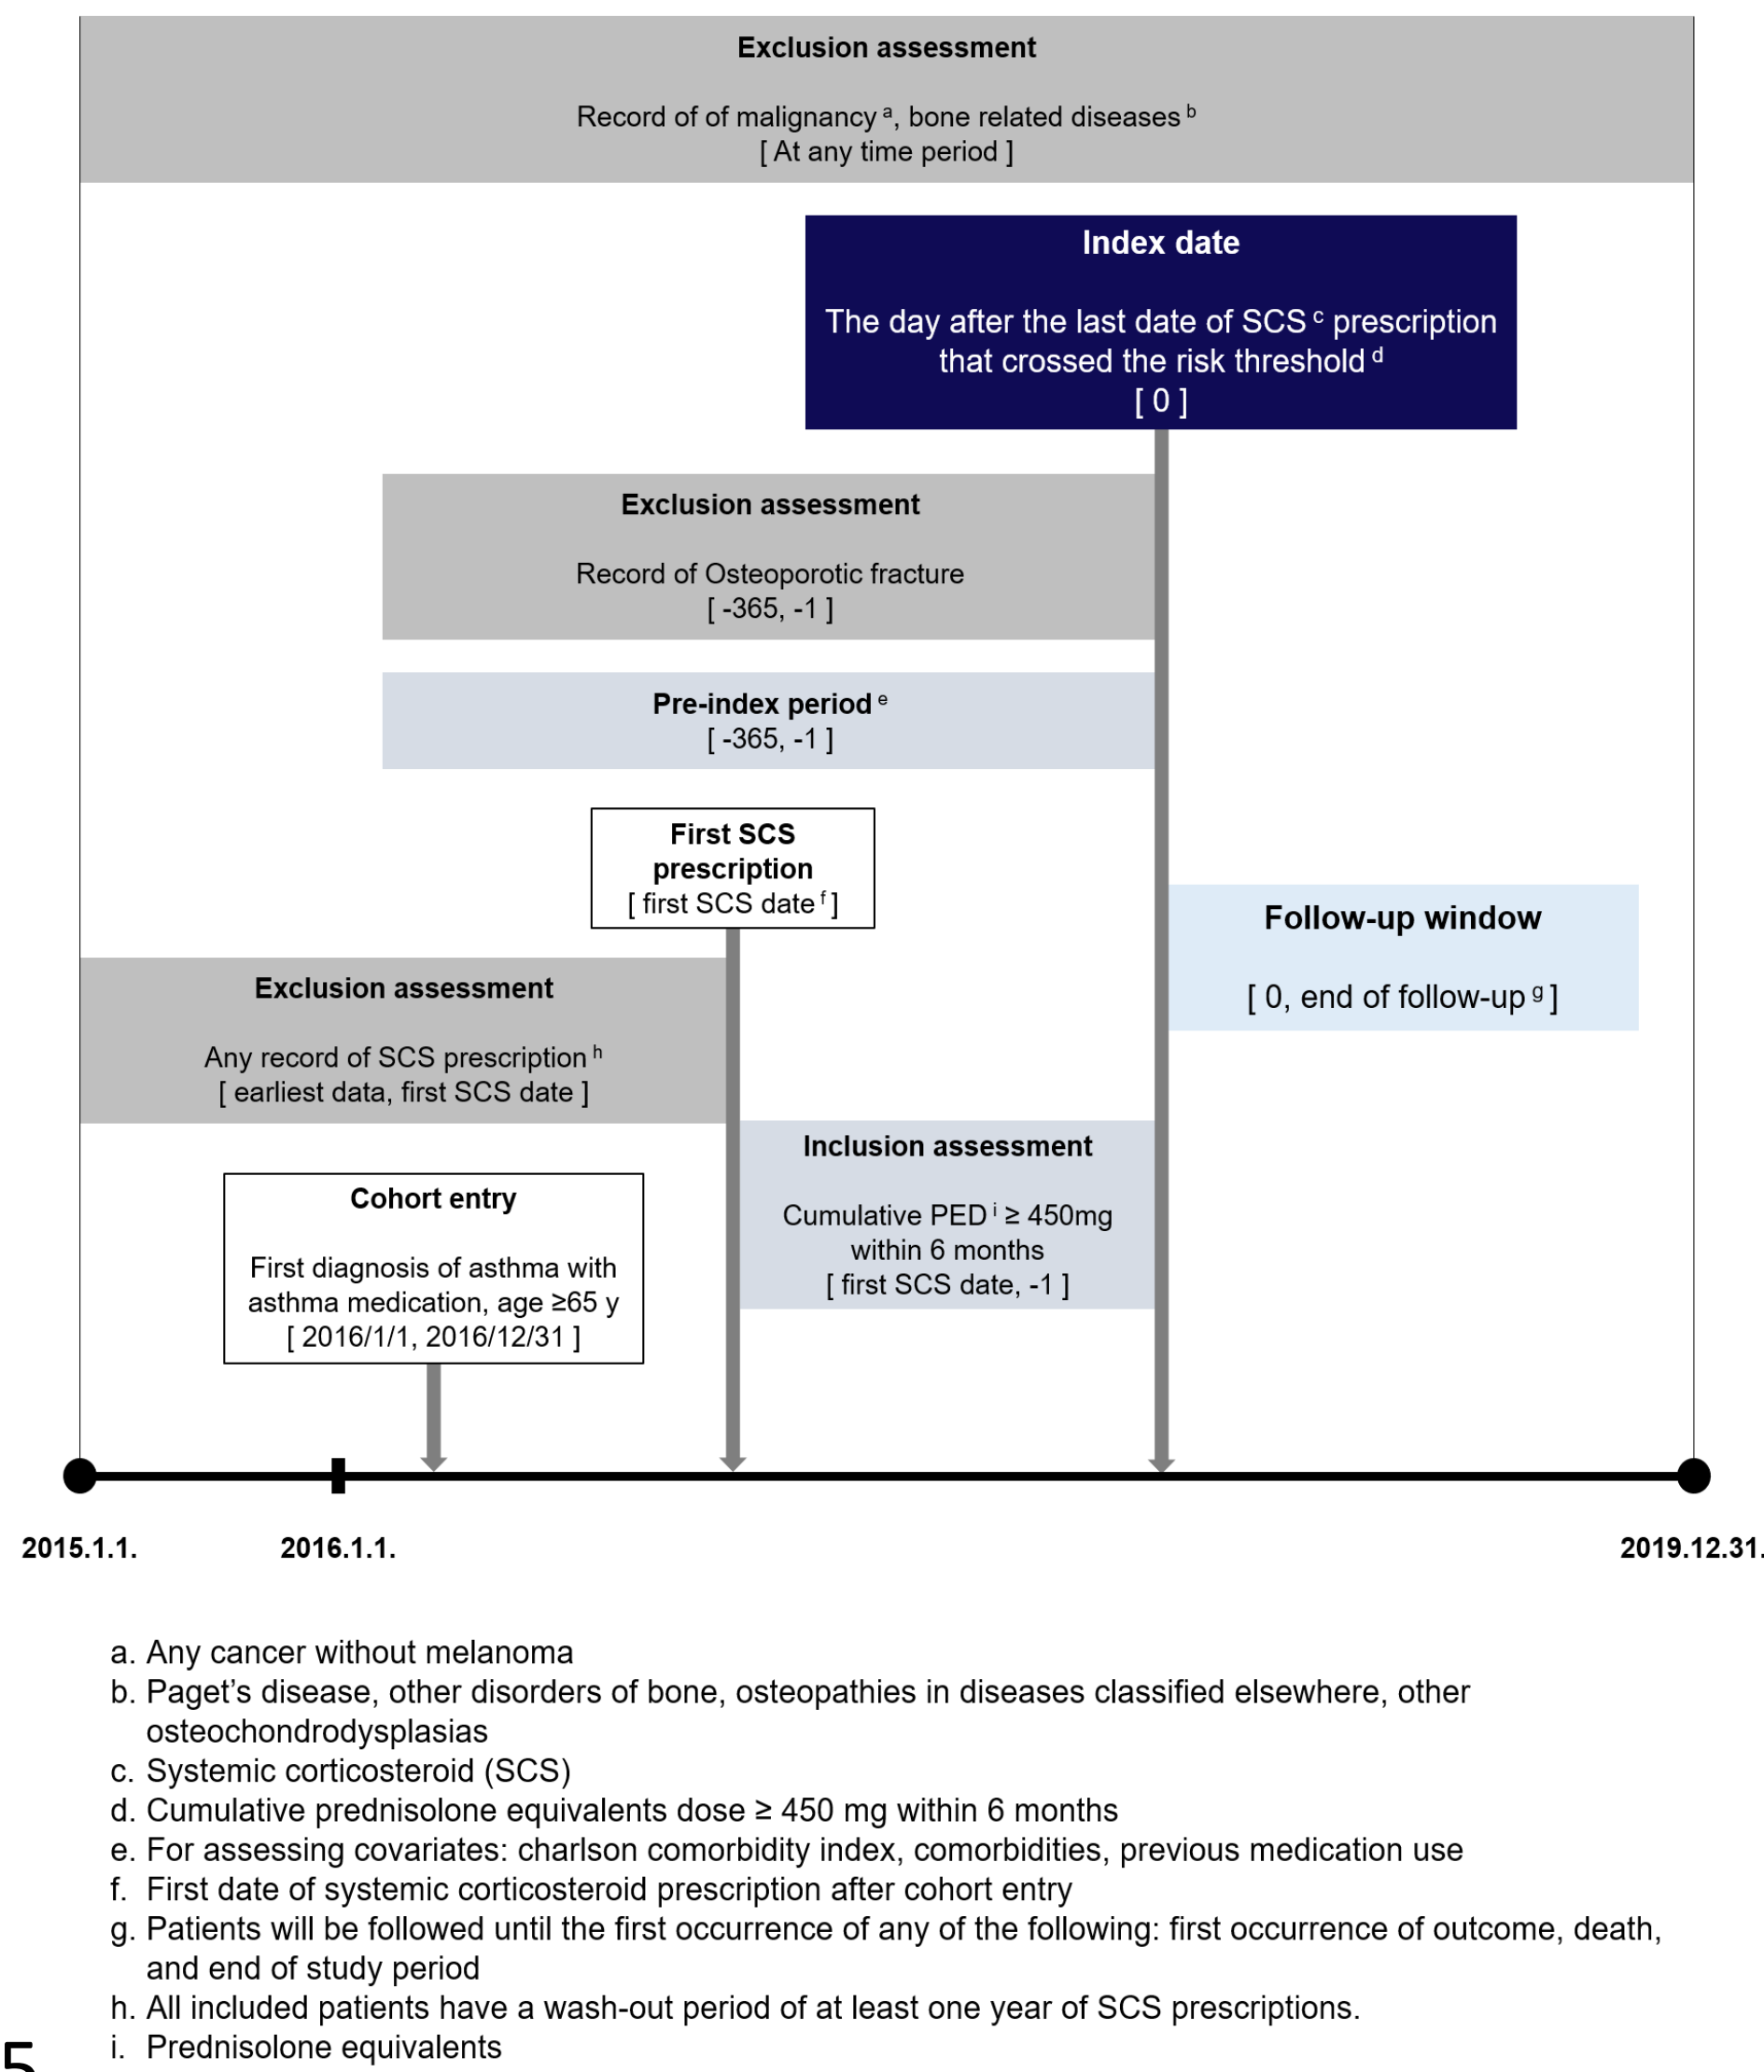 Exclusion assessment
Record of of malignancy a, bone related diseases b
[ At any time period ]
Index date
The day after the last date of SCS c prescription
that crossed the risk threshold d
[ 0 ]
Exclusion assessment
Record of Osteoporotic fracture
[ -365, -1 ]
Pre-index period e
[ -365, -1 ]
First SCS
prescription
[ first SCS date f ]
Follow-up window
[ 0, end of follow-up g ]
Exclusion assessment
Any record of SCS prescription h
[ earliest data, first SCS date ]
Inclusion assessment
Cumulative PED i ≥ 450mg
within 6 months
[ first SCS date, -1 ]
Cohort entry
First diagnosis of asthma with
asthma medication, age ≥65 y
[ 2016/1/1, 2016/12/31 ]
2015.1.1.
2016.1.1.
2019.12.31.
a. Any cancer without melanoma
b. Paget's disease, other disorders of bone, osteopathies in diseases classified elsewhere, other
osteochondrodysplasias
c. Systemic corticosteroid (SCS)
d. Cumulative prednisolone equivalents dose ≥ 450 mg within 6 months
e. For assessing covariates: charlson comorbidity index, comorbidities, previous medication use
f. First date of systemic corticosteroid prescription after cohort entry
g. Patients will be followed until the first occurrence of any of the following: first occurrence of outcome, death,
and end of study period
h. All included patients have a wash-out period of at least one year of SCS prescriptions.
i. Prednisolone equivalents
5